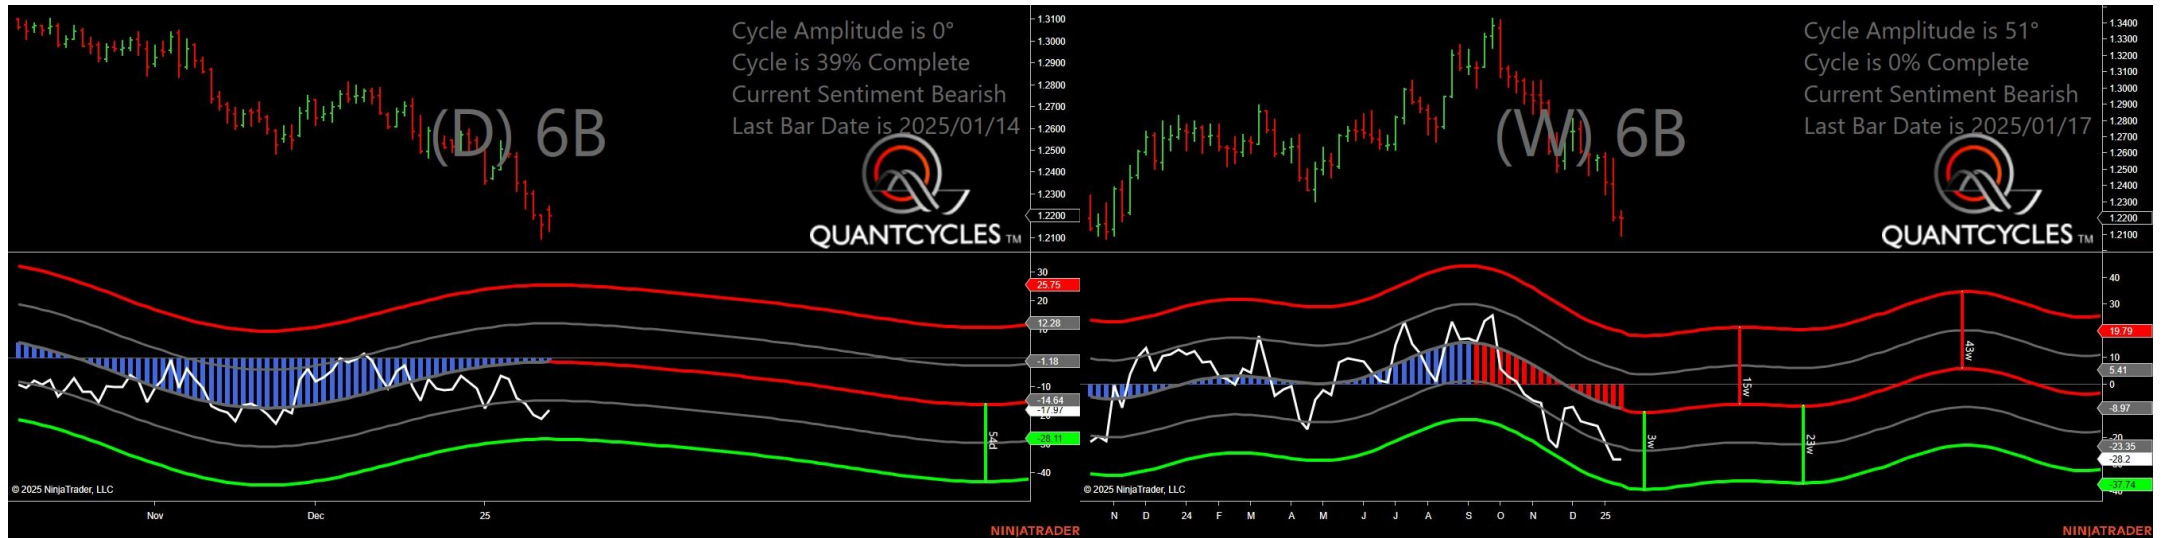 Cycle Amplitude is 0°
Cycle is 39% Complete
Current Sentiment Bearish
Last Bar Date is 2025/01/14
(D) 6B
QUANTCYCLES TM
1.3100
1.3000
1.2900
1.2800
1.2700
1.2600
1.2500
1.2400
1.2300
1.2200
1.2100
30
25.75
20
12.28
-1.18
-10
-14.64
-17.97
-28.11
-40
54d
© 2025 NinjaTrader, LLC
Nov
Dec
25
NINJATRADER
Cycle Amplitude is 51°
Cycle is 0% Complete
Current Sentiment Bearish
Last Bar Date is 2025/01/17
(W) 6B
QUANTCYCLES TM
1.3400
1.3300
1.3200
1.3100
1.3000
1.2900
1.2800
1.2700
1.2600
1.2500
1.2400
1.2300
1.2200
1.2100
40
30
19.79
10
5.41
0
-8.97
-20
-23.35
-28.2
-37.74
3w
15w
23w
43w
© 2025 NinjaTrader, LLC
N D 24 F M A M J J A S O N D 25
NINJATRADER